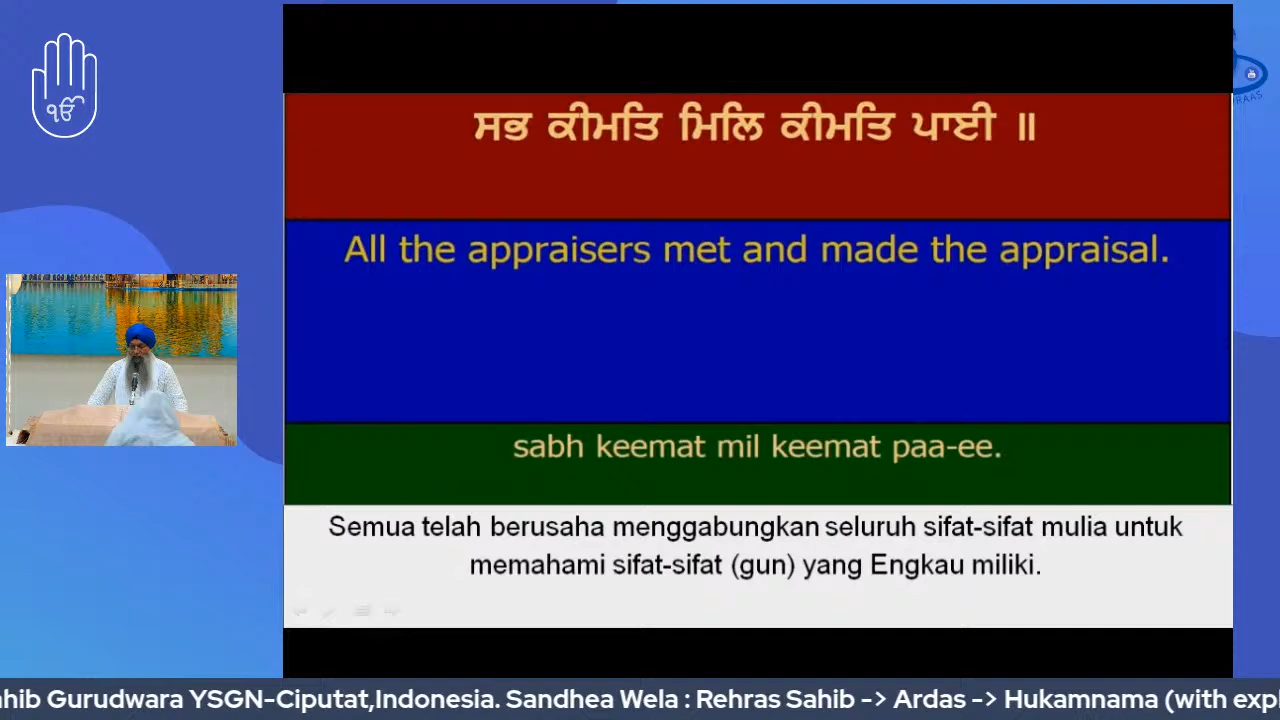 ੴ
ਸਭ ਕੀਮਤਿ ਮਿਲਿ ਕੀਮਤਿ ਪਾਈ ॥
All the appraisers met and made the appraisal.
sabh keemat mil keemat paa-ee.
Semua telah berusaha menggabungkan seluruh sifat-sifat mulia untuk
memahami sifat-sifat (gun) yang Engkau miliki.
Gurudwara YSGN-Ciputat,Indonesia. Sandhea Wela : Rehras Sahib -> Ardas -> Hukamnama (with